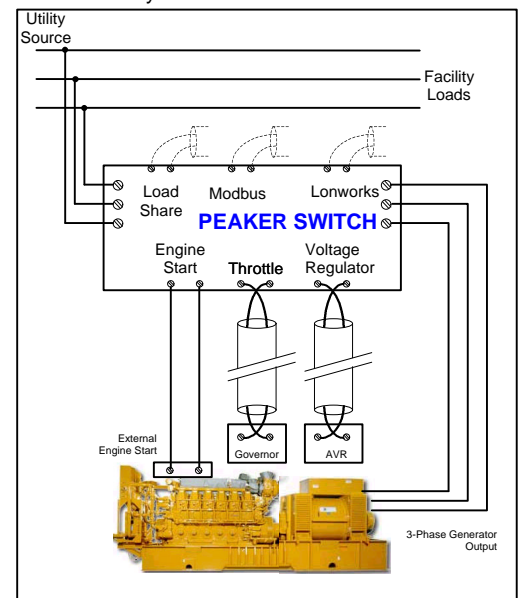 Utility
Source
Facility
Loads
Load
Share
Modbus
Lonworks
PEAKER SWITCH
Engine
Start
Throttle
Voltage
Regulator
External
Engine Start
Governor
AVR
3-Phase Generator
Output